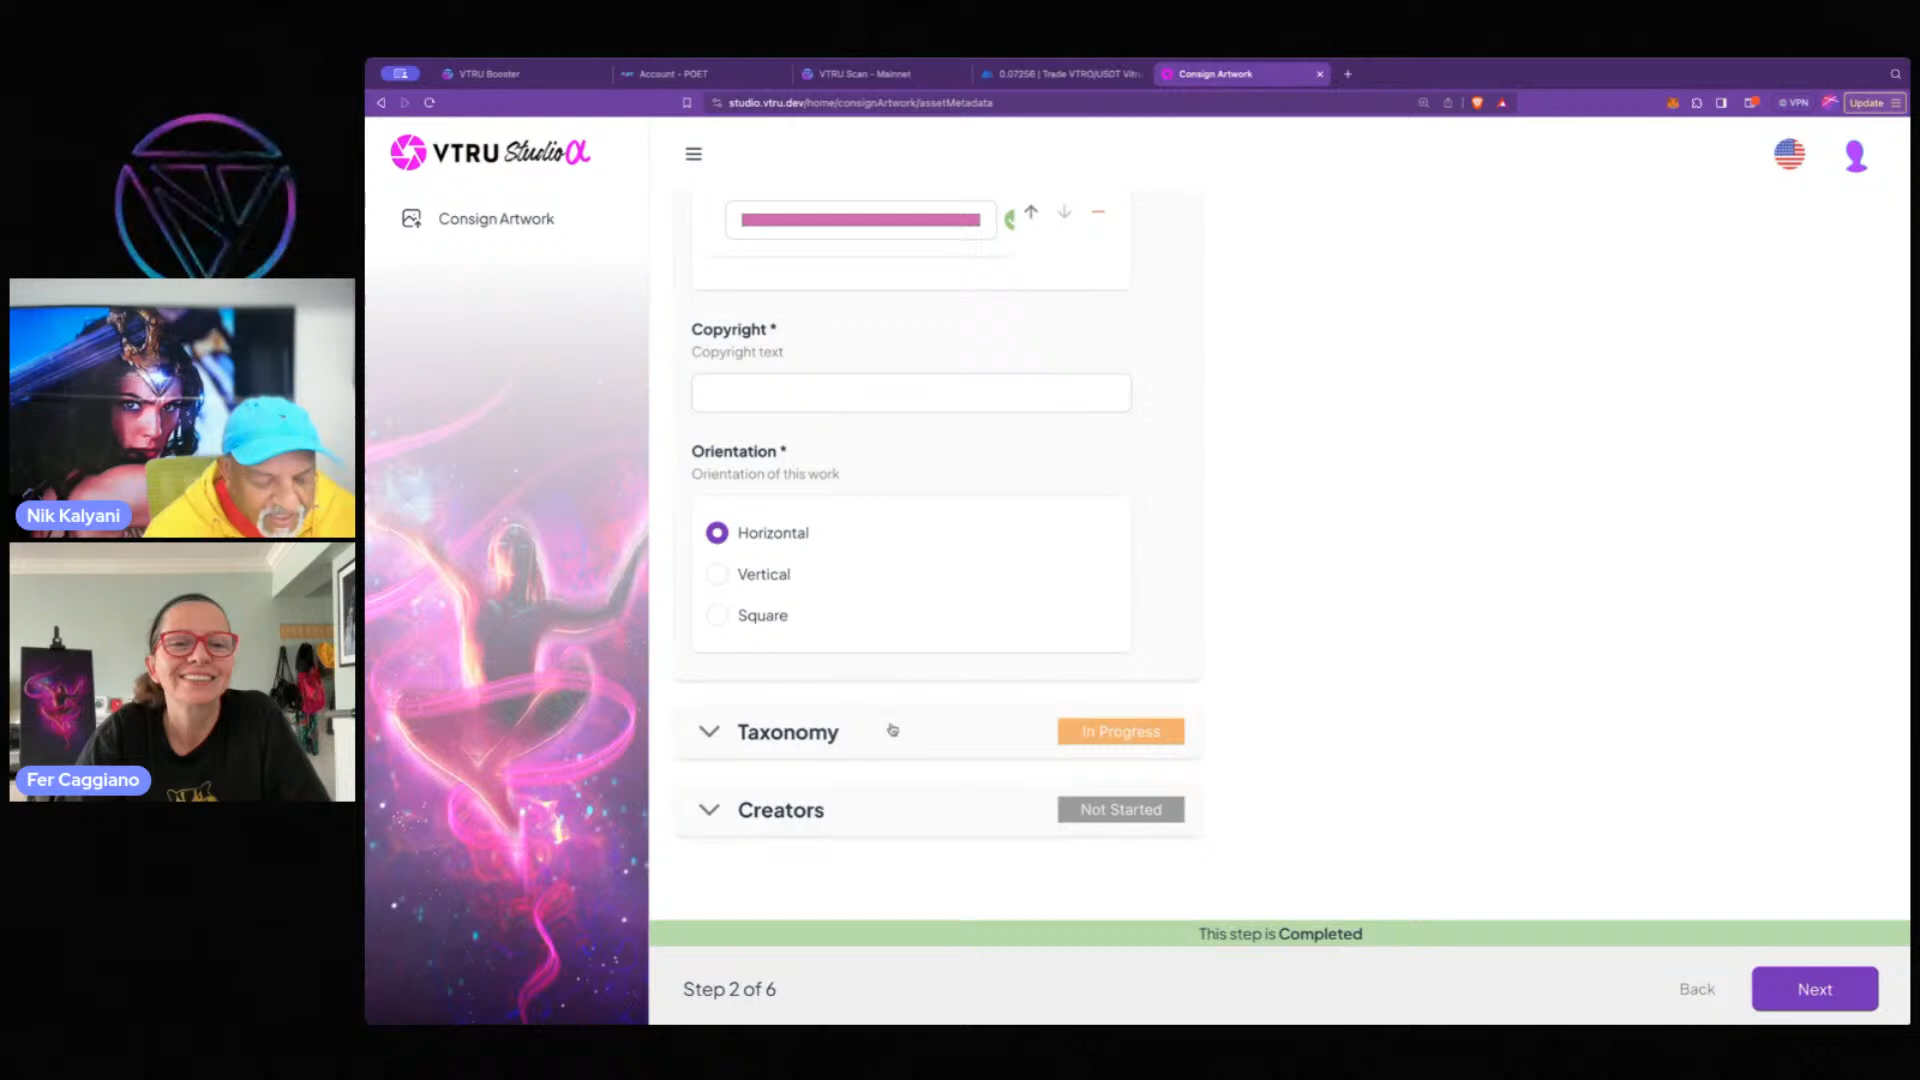 VTRU Booster
Account - POET
VTRU Scan - Mainnet
0.07256 | Trade VTRO/USDT Vitru
Consign Artwork
studio.vtru.dev/home/consignArtwork/assetMetadata
VPN
Update
VTRU Studio α
Consign Artwork
Copyright *
Copyright text
Orientation *
Orientation of this work
Horizontal
Vertical
Square
Taxonomy
In Progress
Creators
Not Started
This step is Completed
Step 2 of 6
Back
Next
Nik Kalyani
Fer Caggiano